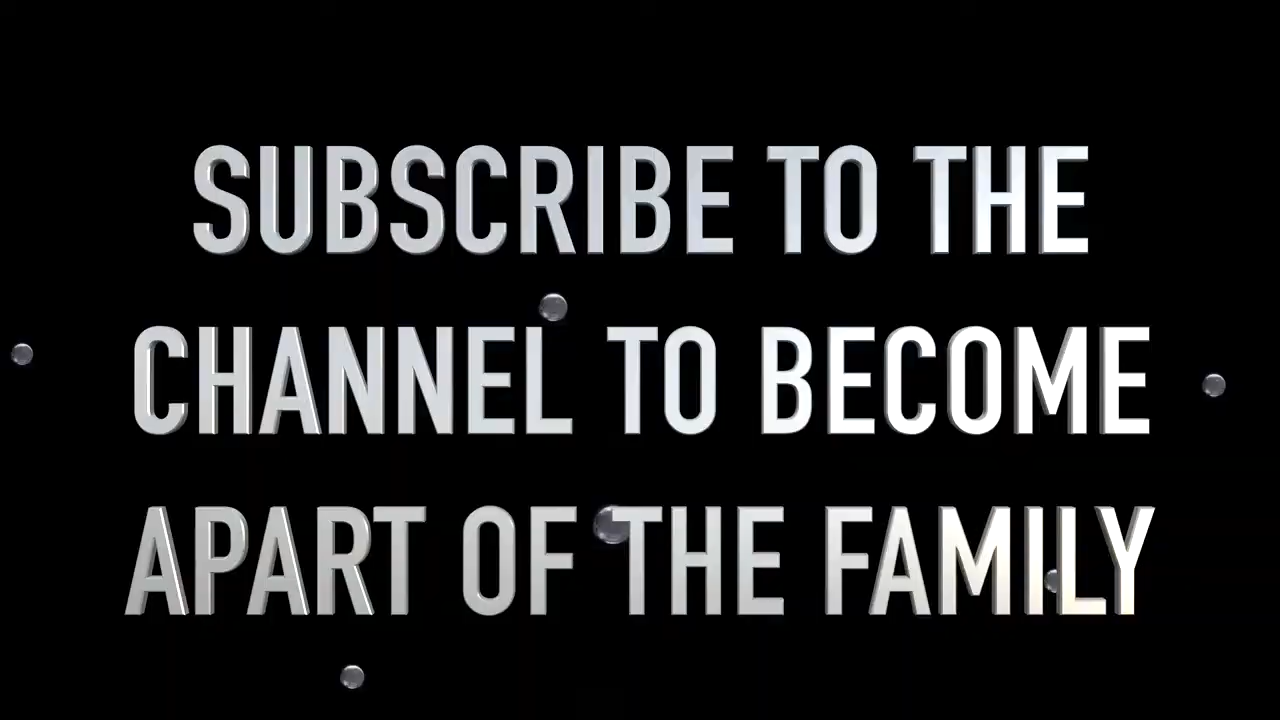 SUBSCRIBE TO THE
CHANNEL TO BECOME
APART OF THE FAMILY